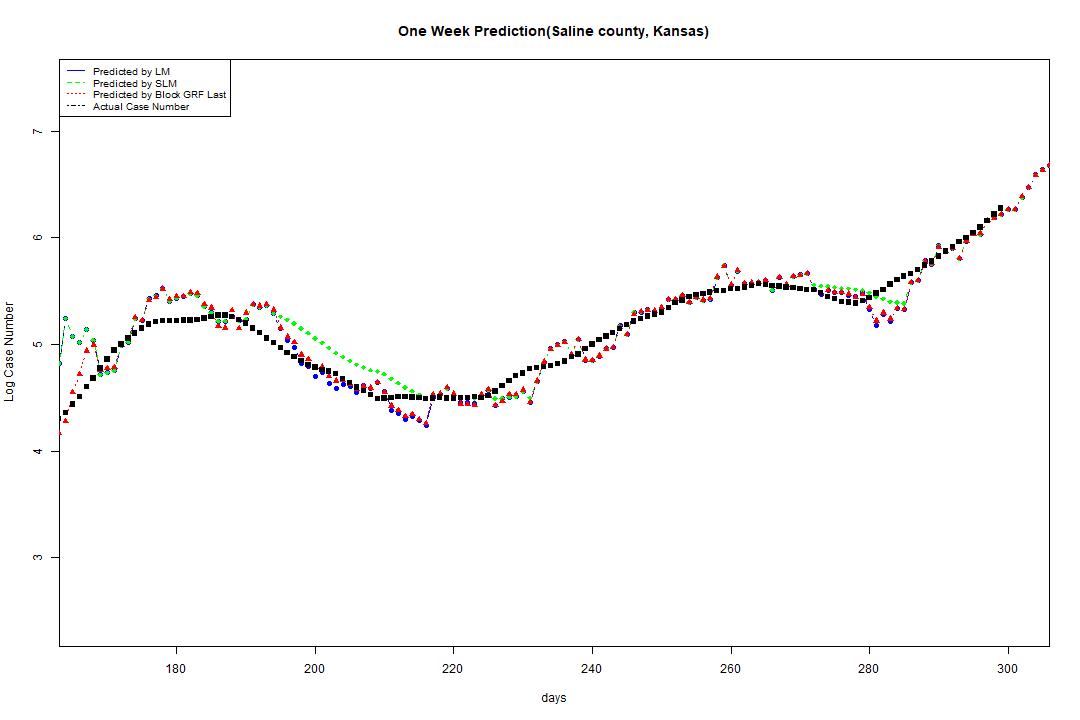 One Week Prediction(Saline county, Kansas)
Predicted by LM
Predicted by SLM
Predicted by Block GRF Last
Actual Case Number
7
6
5
4
3
Log Case Number
180 200 220 240 260 280 300
days